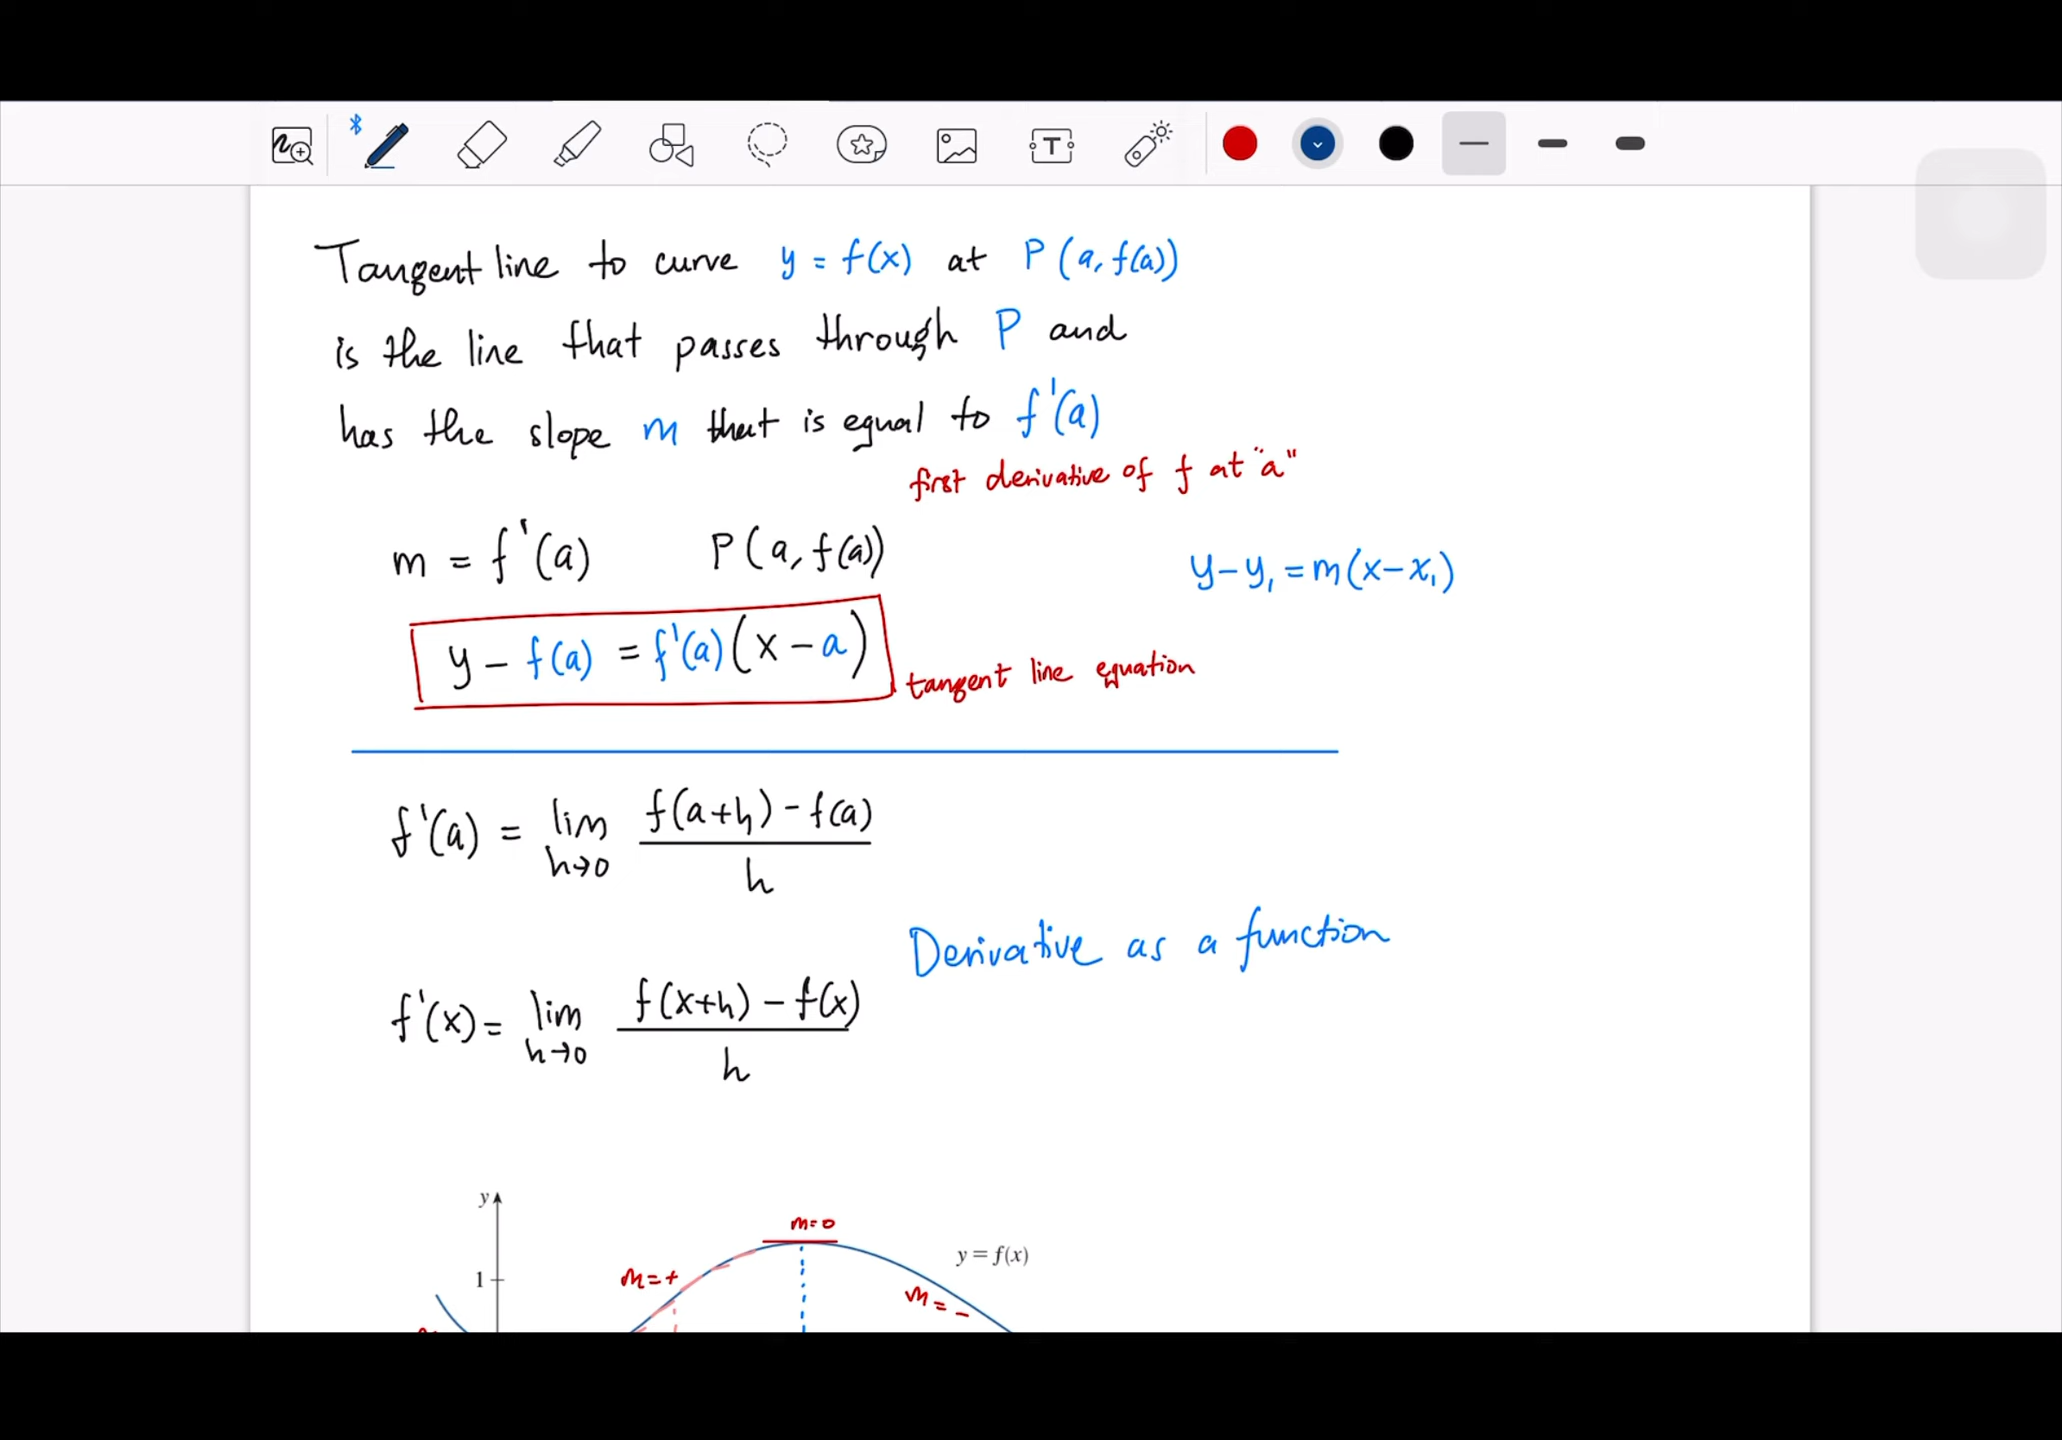 Tangent line to curve y = f(x) at P(a, f(a))
is the line that passes through P and
has the slope m that is equal to f'(a)
first derivative of f at "a"
m = f'(a) P(a, f(a))
y-y₁ = m(x-x₁)
y - f(a) = f'(a)(x-a)
tangent line equation
f'(a) = lim h→0 f(a+h) - f(a) / h
Derivative as a function
f'(x) = lim h→0 f(x+h) - f(x) / h
y
m=0
y = f(x)
m=+
1
m=-